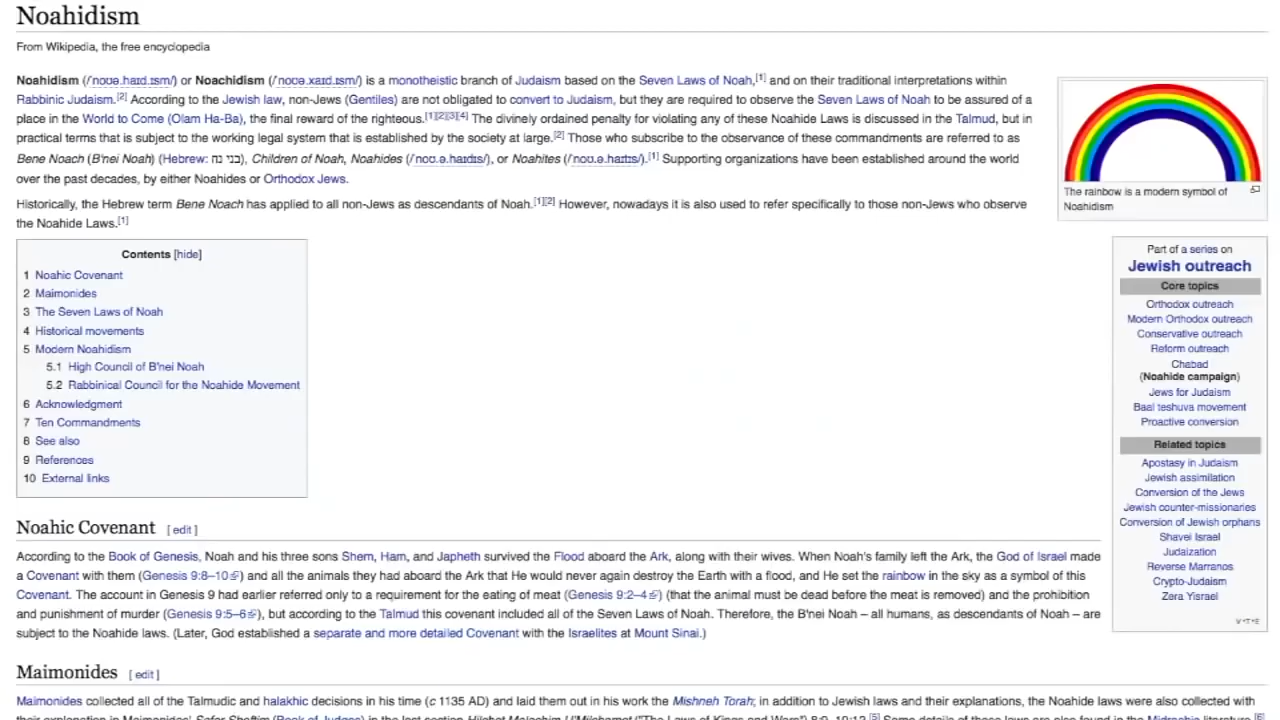 Noahidism
From Wikipedia, the free encyclopedia
Noahidism (/ˈnoʊə.haɪd.ɪsm/) or Noachidism (/ˈnoʊə.xaɪd.ɪsm/) is a monotheistic branch of Judaism based on the Seven Laws of Noah,[1] and on their traditional interpretations within
Rabbinic Judaism.[2] According to the Jewish law, non-Jews (Gentiles) are not obligated to convert to Judaism, but they are required to observe the Seven Laws of Noah to be assured of a
place in the World to Come (Olam Ha-Ba), the final reward of the righteous.[1][2][3][4] The divinely ordained penalty for violating any of these Noahide Laws is discussed in the Talmud, but in
practical terms that is subject to the working legal system that is established by the society at large.[2] Those who subscribe to the observance of these commandments are referred to as
Bene Noach (B'nei Noah) (Hebrew: בני נח), Children of Noah, Noahides (/ˈnoʊ.ə.haɪdɪs/), or Noahites (/ˈnoʊ.ə.haɪtɪs/).[1] Supporting organizations have been established around the world
over the past decades, by either Noahides or Orthodox Jews.
Historically, the Hebrew term Bene Noach has applied to all non-Jews as descendants of Noah.[1][2] However, nowadays it is also used to refer specifically to those non-Jews who observe
the Noahide Laws.[1]
The rainbow is a modern symbol of
Noahidism
Contents [hide]
1 Noahic Covenant
2 Maimonides
3 The Seven Laws of Noah
4 Historical movements
5 Modern Noahidism
5.1 High Council of B'nei Noah
5.2 Rabbinical Council for the Noahide Movement
6 Acknowledgment
7 Ten Commandments
8 See also
9 References
10 External links
Part of a series on
Jewish outreach
Core topics
Orthodox outreach
Modern Orthodox outreach
Conservative outreach
Reform outreach
Chabad
(Noahide campaign)
Jews for Judaism
Baal teshuva movement
Proactive conversion
Related topics
Apostasy in Judaism
Jewish assimilation
Conversion of the Jews
Jewish counter-missionaries
Conversion of Jewish orphans
Shavei Israel
Judaization
Reverse Marranos
Crypto-Judaism
Zera Yisrael
V•T•E
Noahic Covenant [ edit ]
According to the Book of Genesis, Noah and his three sons Shem, Ham, and Japheth survived the Flood aboard the Ark, along with their wives. When Noah's family left the Ark, the God of Israel made
a Covenant with them (Genesis 9:8–10) and all the animals they had aboard the Ark that He would never again destroy the Earth with a flood, and He set the rainbow in the sky as a symbol of this
Covenant. The account in Genesis 9 had earlier referred only to a requirement for the eating of meat (Genesis 9:2–4) (that the animal must be dead before the meat is removed) and the prohibition
and punishment of murder (Genesis 9:5–6), but according to the Talmud this covenant included all of the Seven Laws of Noah. Therefore, the B'nei Noah – all humans, as descendants of Noah – are
subject to the Noahide laws. (Later, God established a separate and more detailed Covenant with the Israelites at Mount Sinai.)
Maimonides [ edit ]
Maimonides collected all of the Talmudic and halakhic decisions in his time (c 1135 AD) and laid them out in his work the Mishneh Torah; in addition to Jewish laws and their explanations, the Noahide laws were also collected with
their explanation in Maimonides' Sefer Shoftim (Book of Judges) in the last section